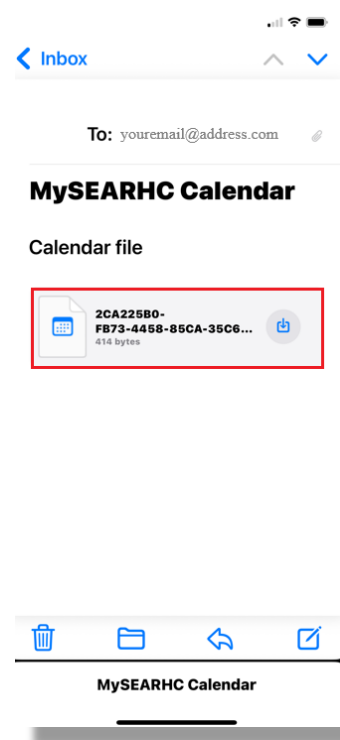 Inbox
To: youremail@address.com
MySEARHC Calendar
Calendar file
2CA225B0-
FB73-4458-85CA-35C6...
414 bytes
MySEARHC Calendar